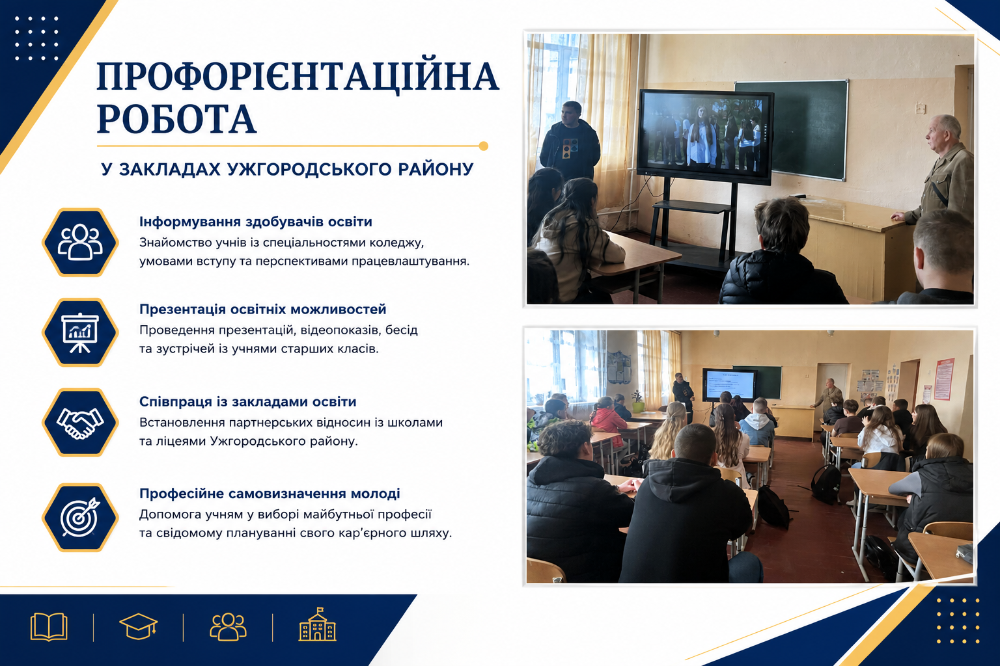 ПРОФОРІЄНТАЦІЙНА
РОБОТА
У ЗАКЛАДАХ УЖГОРОДСЬКОГО РАЙОНУ
Інформування здобувачів освіти
Знайомство учнів із спеціальностями коледжу,
умовами вступу та перспективами працевлаштування.
Презентація освітніх можливостей
Проведення презентацій, відеопоказів, бесід
та зустрічей із учнями старших класів.
Співпраця із закладами освіти
Встановлення партнерських відносин із школами
та ліцеями Ужгородського району.
Професійне самовизначення молоді
Допомога учням у виборі майбутньої професії
та свідомому плануванні свого кар’єрного шляху.